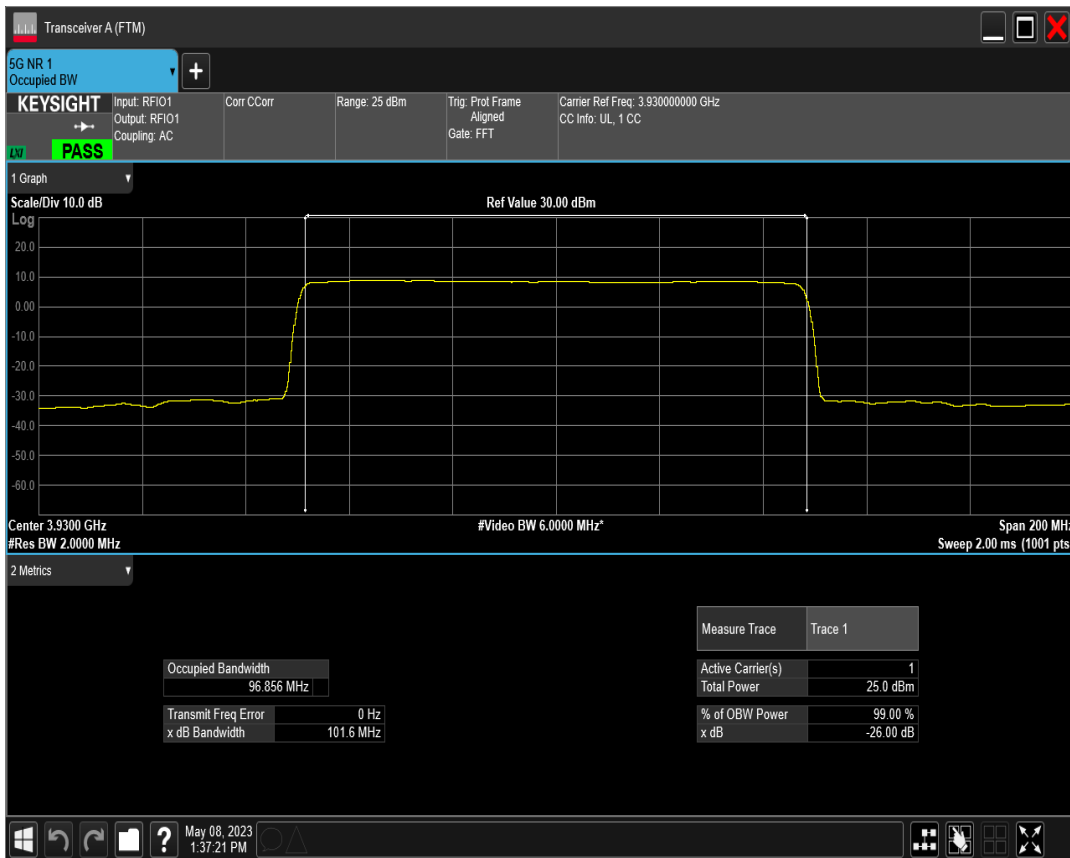 Transceiver A (FTM)
5G NR 1
Occupied BW
+
KEYSIGHT
LXI
PASS
Input: RFIO1
Output: RFIO1
Coupling: AC
Corr CCorr
Range: 25 dBm
Trig: Prot Frame
Aligned
Gate: FFT
Carrier Ref Freq: 3.930000000 GHz
CC Info: UL, 1 CC
1 Graph
Scale/Div 10.0 dB
Ref Value 30.00 dBm
Log
20.0
10.0
0.00
-10.0
-20.0
-30.0
-40.0
-50.0
-60.0
Center 3.9300 GHz
#Video BW 6.0000 MHz*
Span 200 MHz
#Res BW 2.0000 MHz
Sweep 2.00 ms (1001 pts
2 Metrics
Measure Trace Trace 1
Occupied Bandwidth
96.856 MHz
Active Carrier(s) 1
Total Power 25.0 dBm
Transmit Freq Error 0 Hz
x dB Bandwidth 101.6 MHz
% of OBW Power 99.00 %
x dB -26.00 dB
?
May 08, 2023
1:37:21 PM